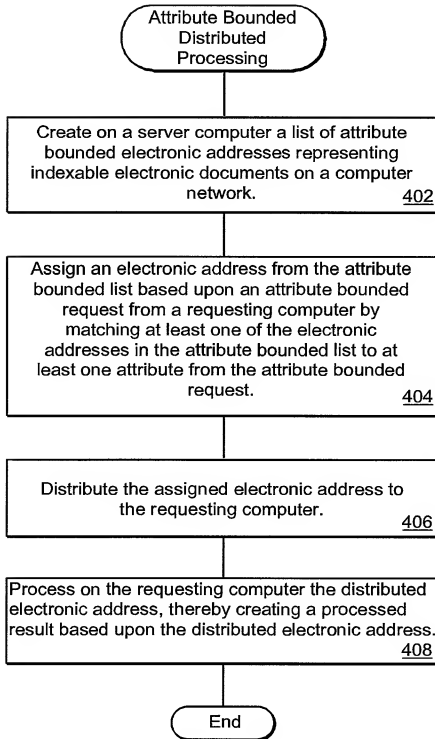 Attribute Bounded
Distributed
Processing
Create on a server computer a list of attribute
bounded electronic addresses representing
indexable electronic documents on a computer
network.
402
Assign an electronic address from the attribute
bounded list based upon an attribute bounded
request from a requesting computer by
matching at least one of the electronic
addresses in the attribute bounded list to at
least one attribute from the attribute bounded
request.
404
Distribute the assigned electronic address to
the requesting computer.
406
Process on the requesting computer the distributed
electronic address, thereby creating a processed
result based upon the distributed electronic address.
408
End